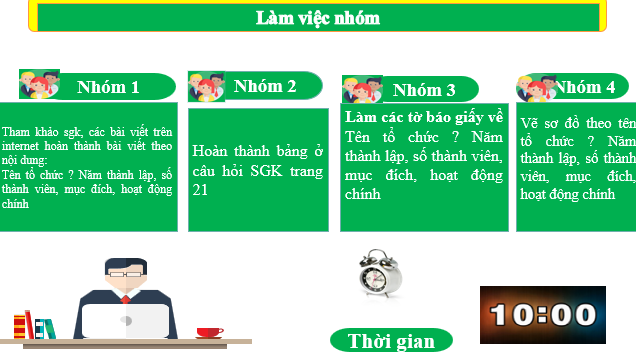 Làm việc nhóm
Nhóm 1
Tham khảo sgk, các bài viết trên
internet hoàn thành bài viết theo
nội dung:
Tên tổ chức ? Năm thành lập, số
thành viên, mục đích, hoạt động
chính
Nhóm 2
Hoàn thành bảng ở
câu hỏi SGK trang
21
Nhóm 3
Làm các tờ báo giấy về
Tên tổ chức ? Năm
thành lập, số thành viên,
mục đích, hoạt động
chính
Nhóm 4
Vẽ sơ đồ theo tên
tổ chức ? Năm
thành lập, số thành
viên, mục đích,
hoạt động chính
Thời gian
10:00